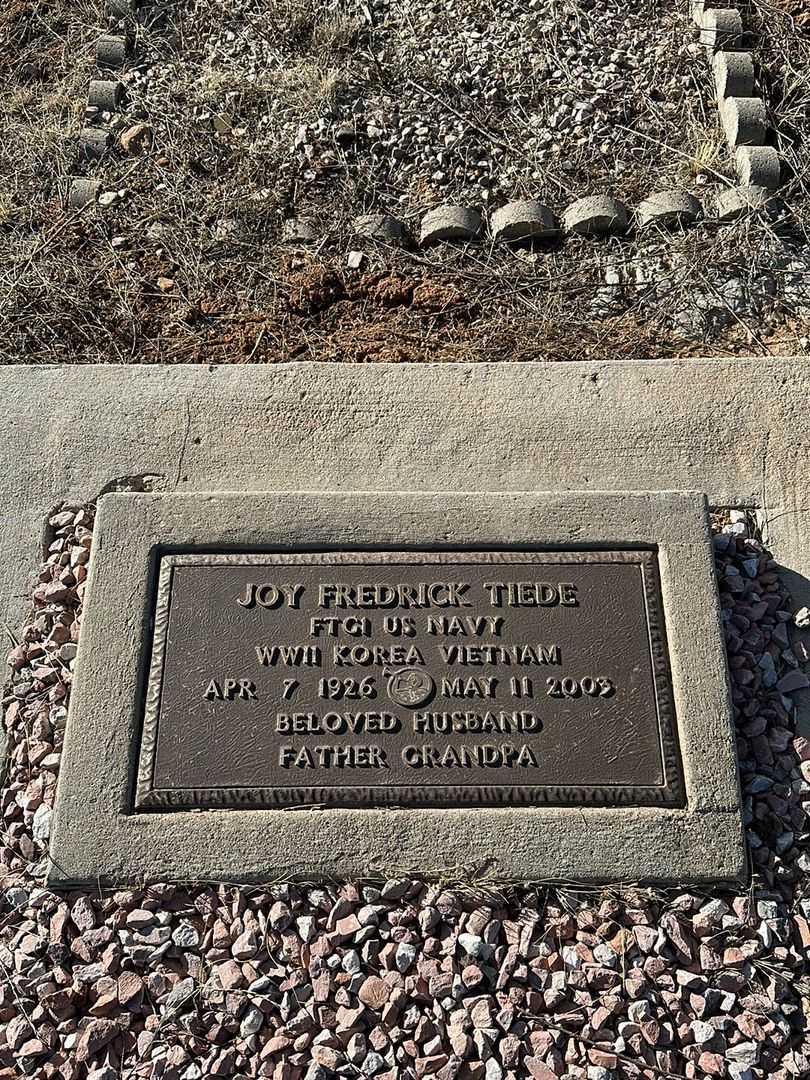 JOY FREDRICK TIEDE
FTG1 US NAVY
WWII KOREA VIETNAM
APR 7 1926 MAY 11 2003
BELOVED HUSBAND
FATHER GRANDPA